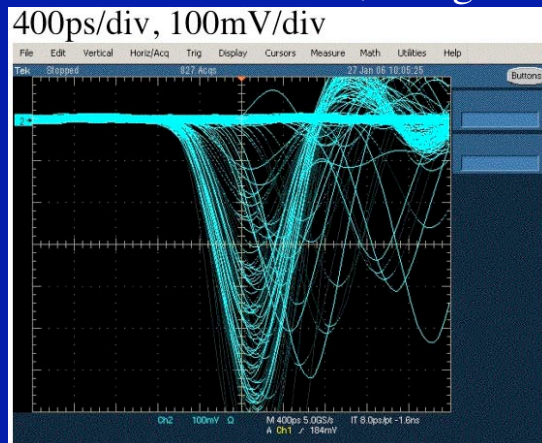 400ps/div, 100mV/div
File Edit Vertical Horiz/Acq Trig Display Cursors Measure Math Utilities Help
Tek Stopped 827 Acqs 27 Jan 06 10:05:25
Buttons
2
Ch2 100mV Ω M 400ps 5.0GS/s IT 8.0ps/pt -1.6ns
A Ch1 ∕ 184mV